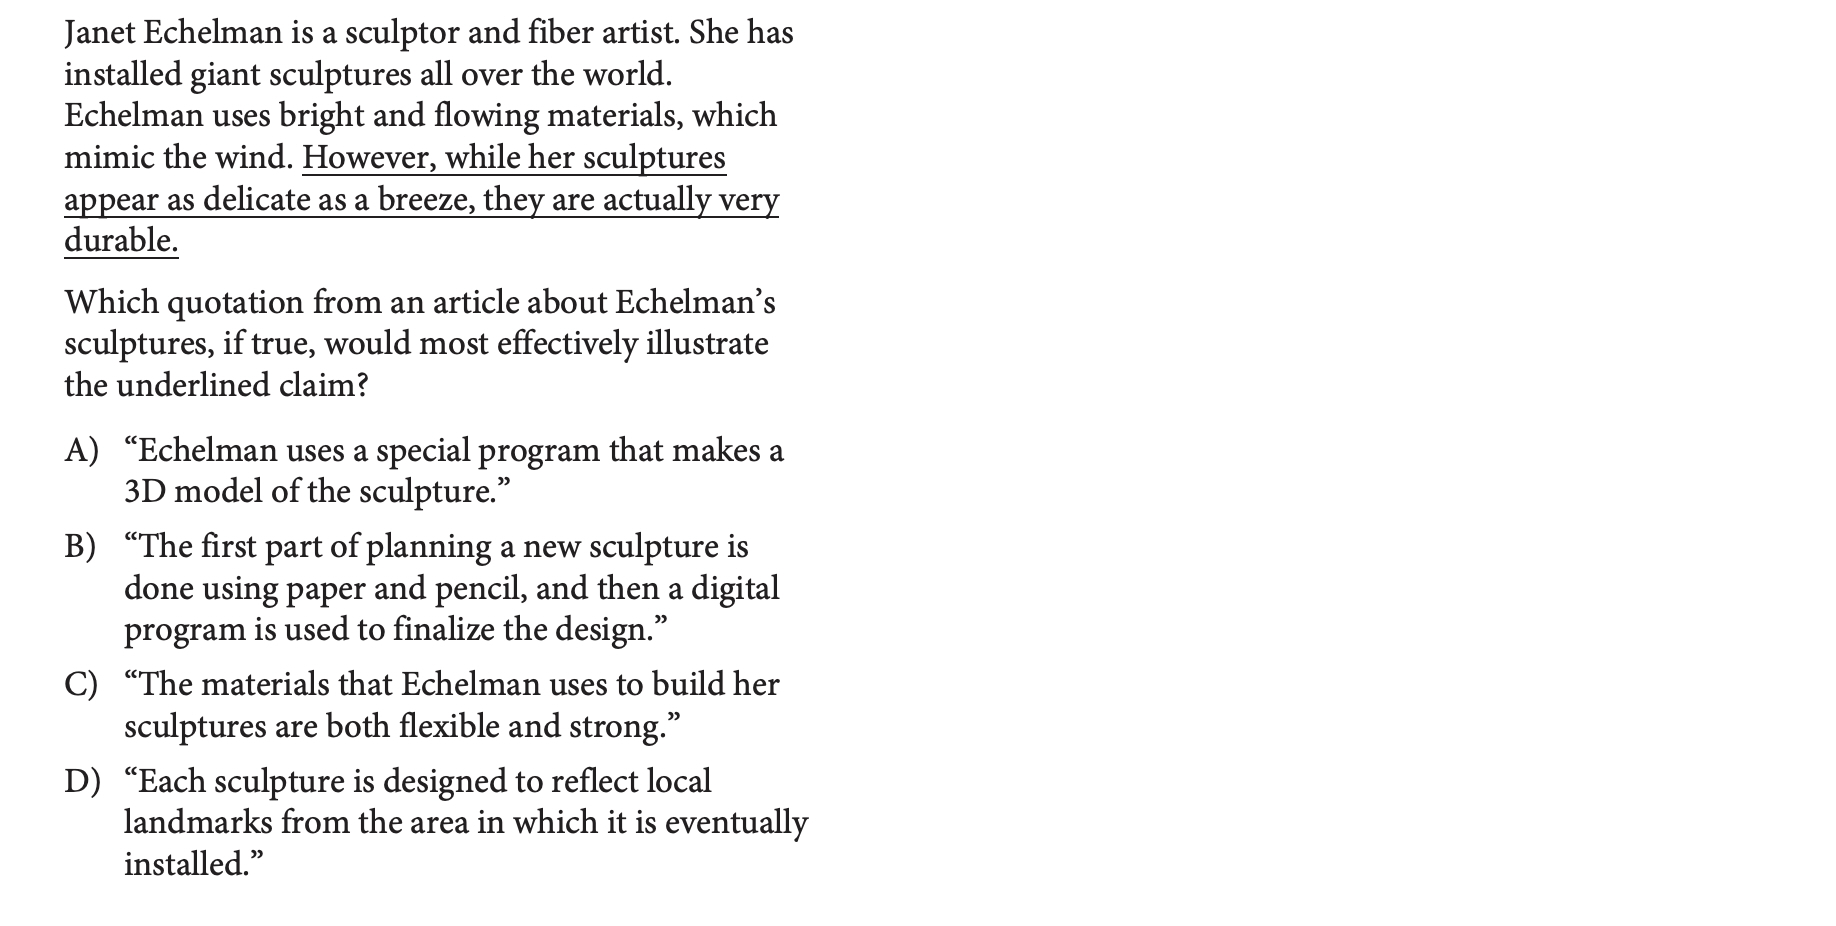 Janet Echelman is a sculptor and fiber artist. She has
installed giant sculptures all over the world.
Echelman uses bright and flowing materials, which
mimic the wind. However, while her sculptures
appear as delicate as a breeze, they are actually very
durable.
Which quotation from an article about Echelman’s
sculptures, if true, would most effectively illustrate
the underlined claim?
A) “Echelman uses a special program that makes a
3D model of the sculpture.”
B) “The first part of planning a new sculpture is
done using paper and pencil, and then a digital
program is used to finalize the design.”
C) “The materials that Echelman uses to build her
sculptures are both flexible and strong.”
D) “Each sculpture is designed to reflect local
landmarks from the area in which it is eventually
installed.”